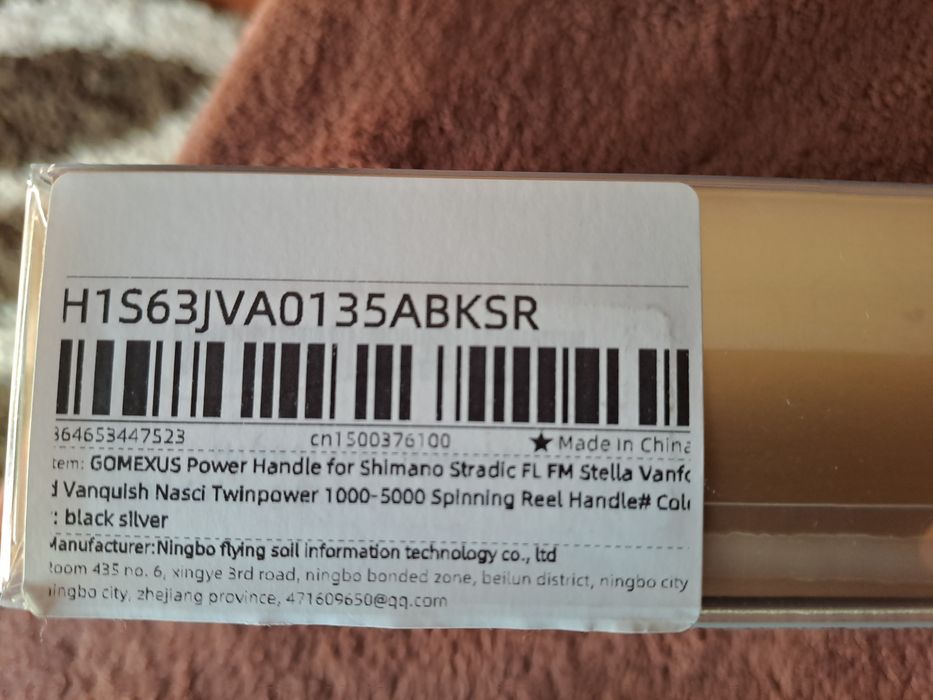 H1S63JVA0135ABKSR
364653447523 cn1500376100 ★ Made in China
tem: GOMEXUS Power Handle for Shimano Stradic FL FM Stella Vanfo
d Vanquish Nasci Twinpower 1000-5000 Spinning Reel Handle# Colo
: black silver
Manufacturer:Ningbo flying soil information technology co., ltd
room 435 no. 6, xingye 3rd road, ningbo bonded zone, beilun district, ningbo city
ningbo city, zhejiang province, 471609650@qq.com